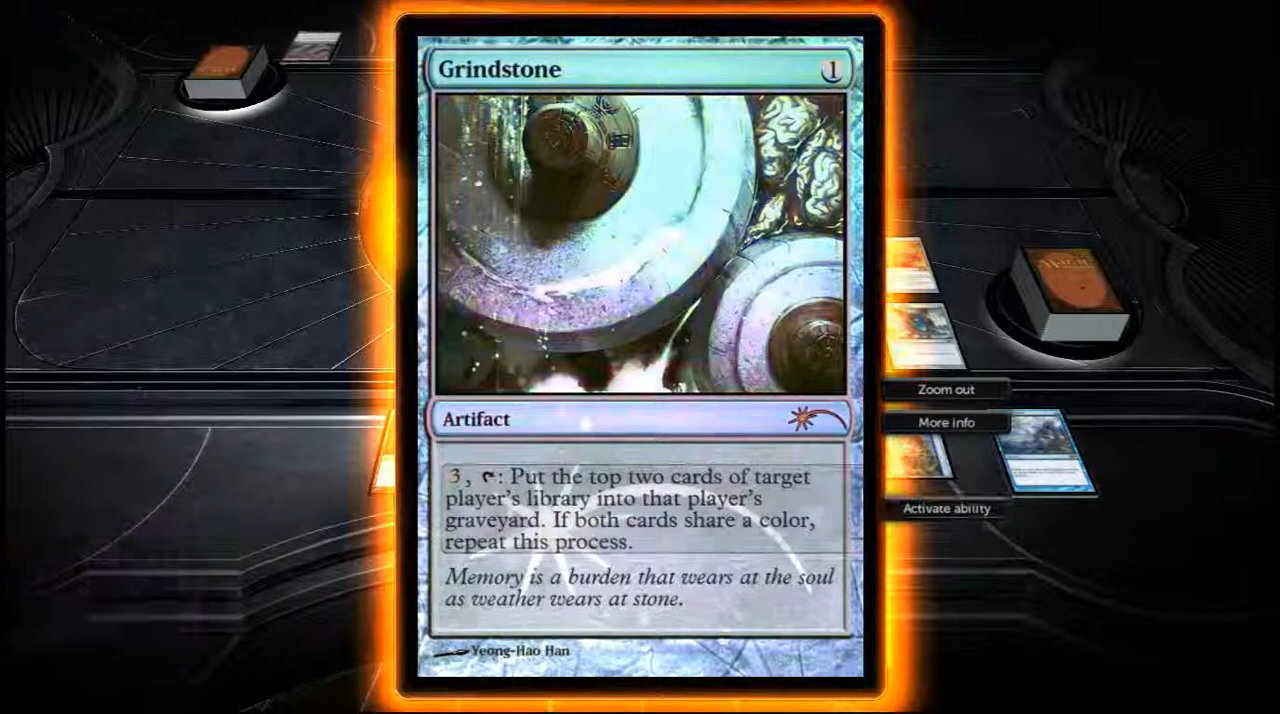 Grindstone 1
Artifact
3, T: Put the top two cards of target
player's library into that player's
graveyard. If both cards share a color,
repeat this process.
Memory is a burden that wears at the soul
as weather wears at stone.
Yeong-Hao Han
Zoom out
More info
Activate ability